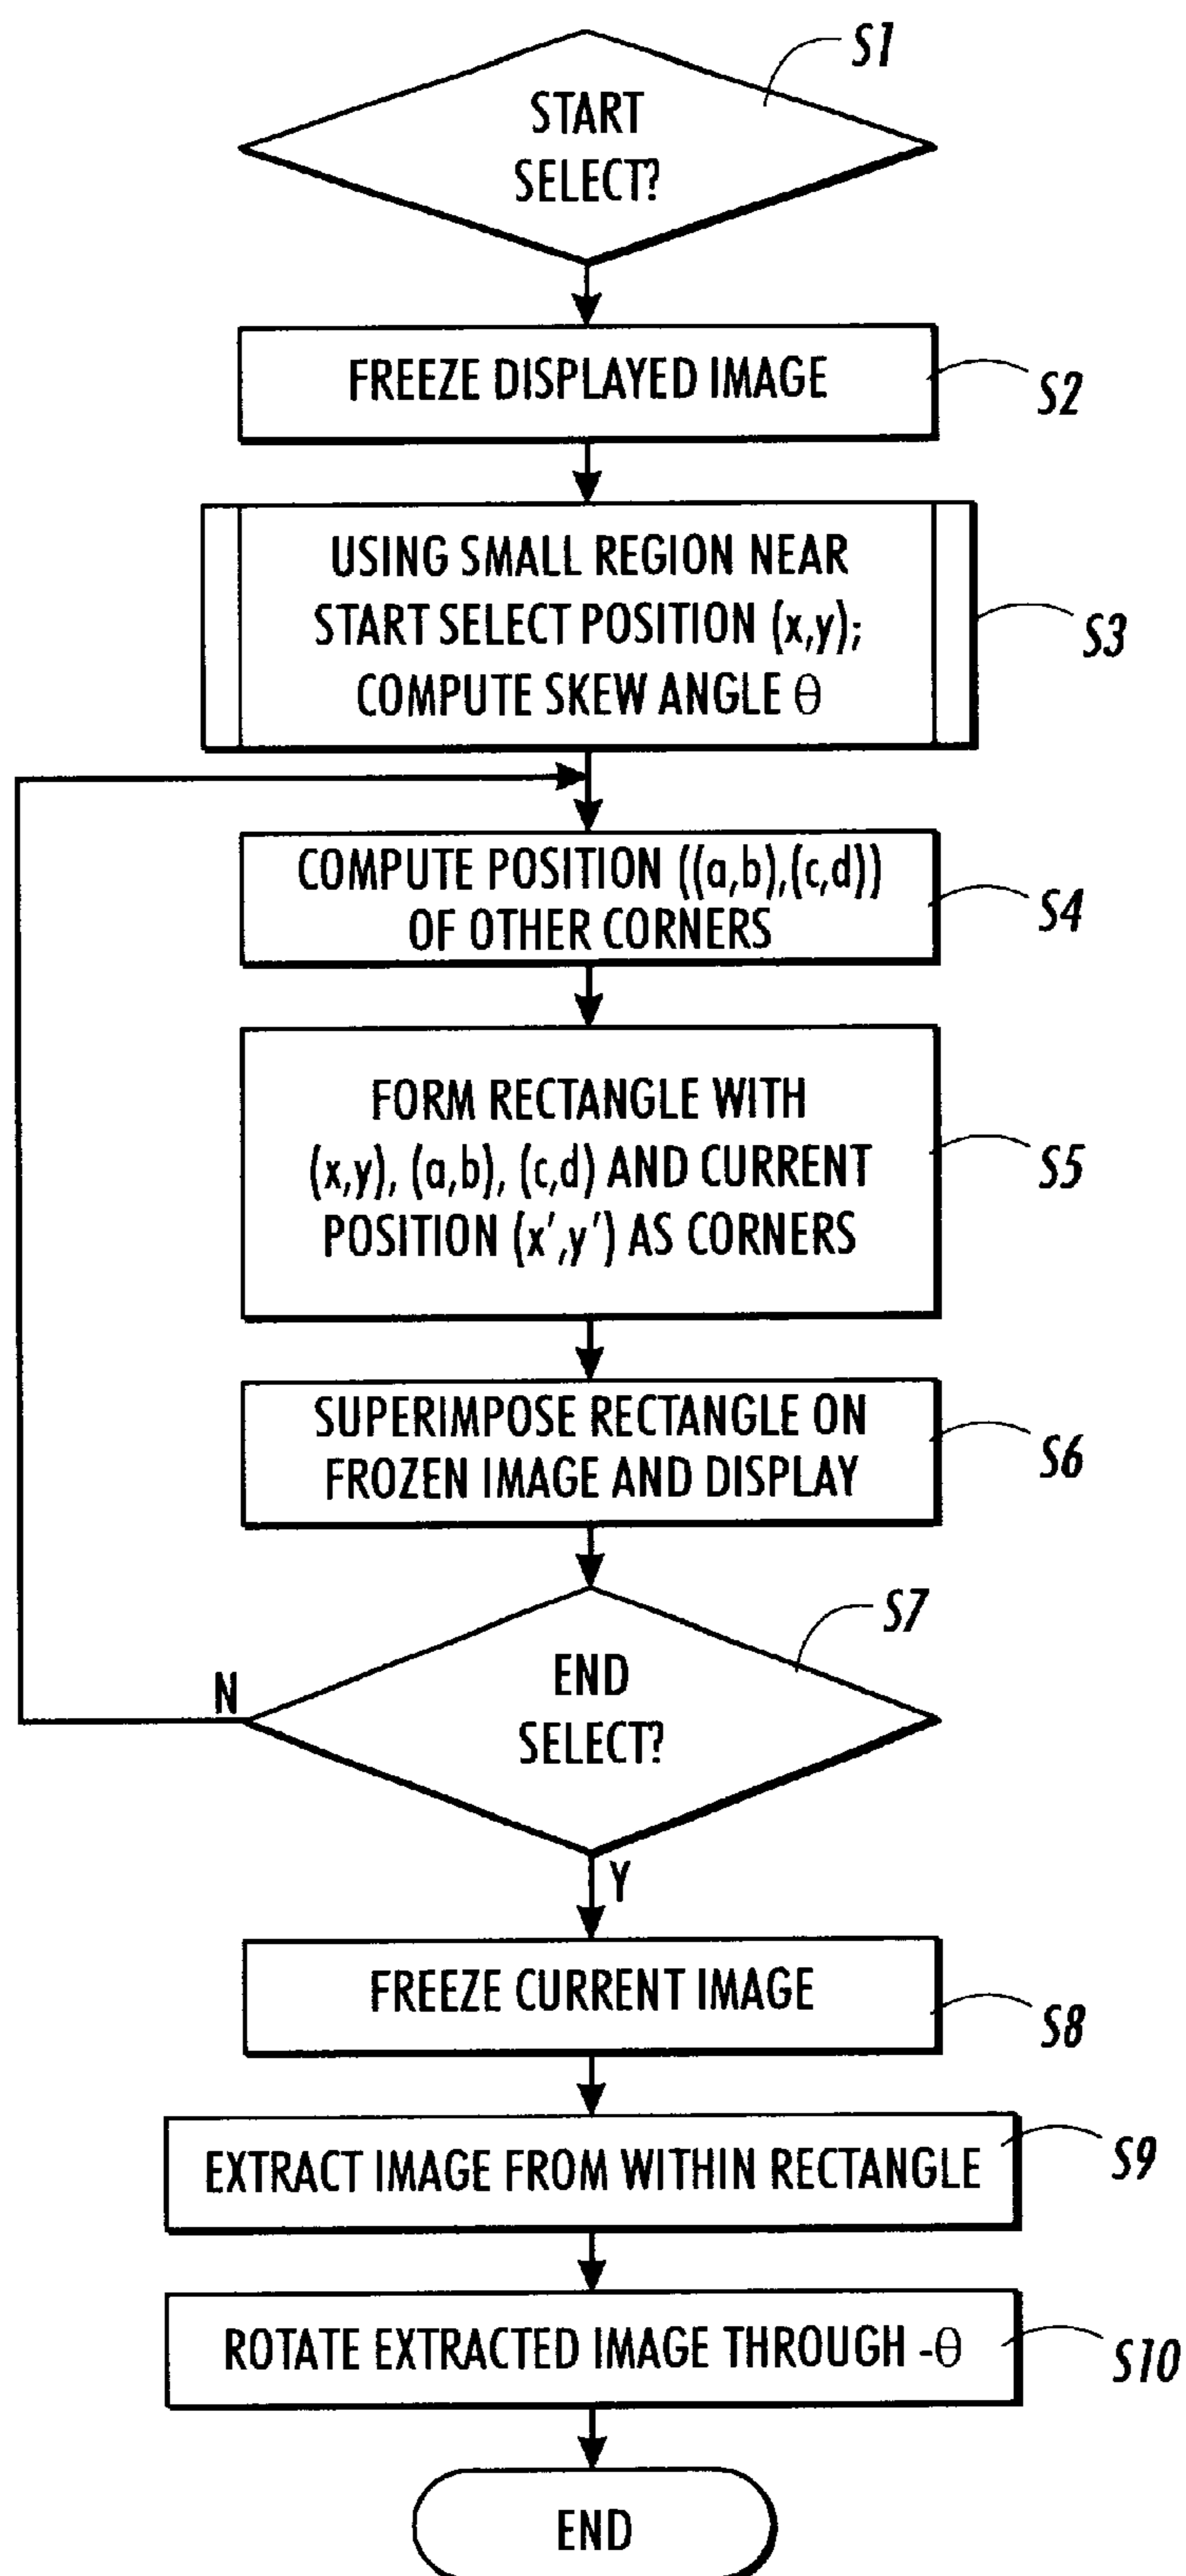 S1
START
SELECT?
FREEZE DISPLAYED IMAGE
S2
USING SMALL REGION NEAR
START SELECT POSITION (x,y);
COMPUTE SKEW ANGLE θ
S3
COMPUTE POSITION ((a,b),(c,d))
OF OTHER CORNERS
S4
FORM RECTANGLE WITH
(x,y), (a,b), (c,d) AND CURRENT
POSITION (x′,y′) AS CORNERS
S5
SUPERIMPOSE RECTANGLE ON
FROZEN IMAGE AND DISPLAY
S6
S7
END
SELECT?
N
Y
FREEZE CURRENT IMAGE
S8
EXTRACT IMAGE FROM WITHIN RECTANGLE
S9
ROTATE EXTRACTED IMAGE THROUGH -θ
S10
END